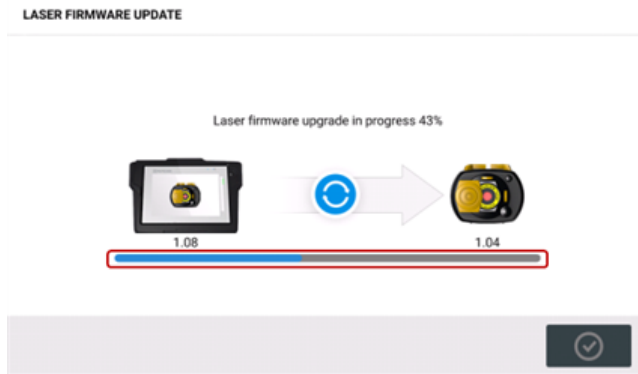 LASER FIRMWARE UPDATE
Laser firmware upgrade in progress 43%
1.08
1.04